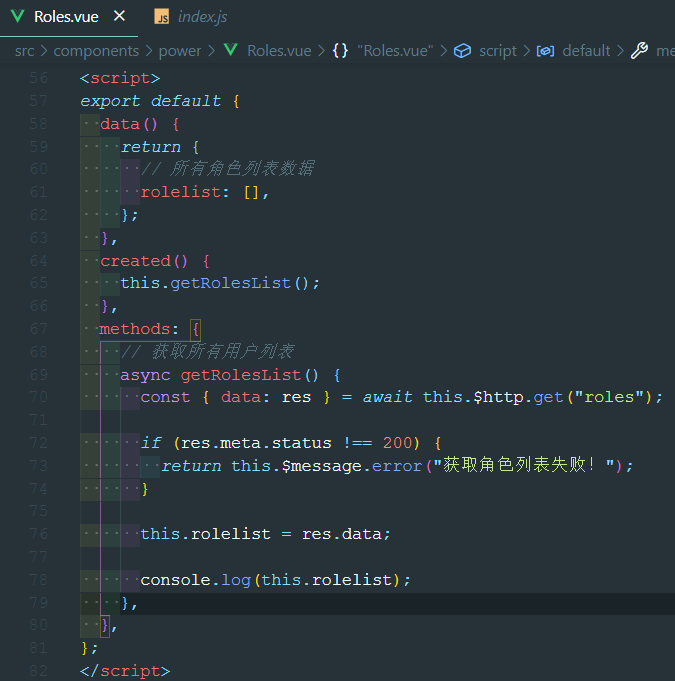 Roles.vue × JS index.js
src > components > power > Roles.vue > {} "Roles.vue" > script > default > me
56 <script>
57 export default {
58 data() {
59 return {
60 // 所有角色列表数据
61 rolelist: [],
62 };
63 },
64 created() {
65 this.getRolesList();
66 },
67 methods: {
68 // 获取所有用户列表
69 async getRolesList() {
70 const { data: res } = await this.$http.get("roles");
71
72 if (res.meta.status !== 200) {
73 return this.$message.error("获取角色列表失败！");
74 }
75
76 this.rolelist = res.data;
77
78 console.log(this.rolelist);
79 },
80 },
81 };
82 </script>